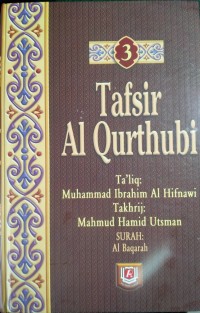 3
Tafsir
Al Qurthubi
Ta'liq:
Muhammad Ibrahim Al Hifnawi
Takhrij:
Mahmud Hamid Utsman
SURAH:
Al Baqarah